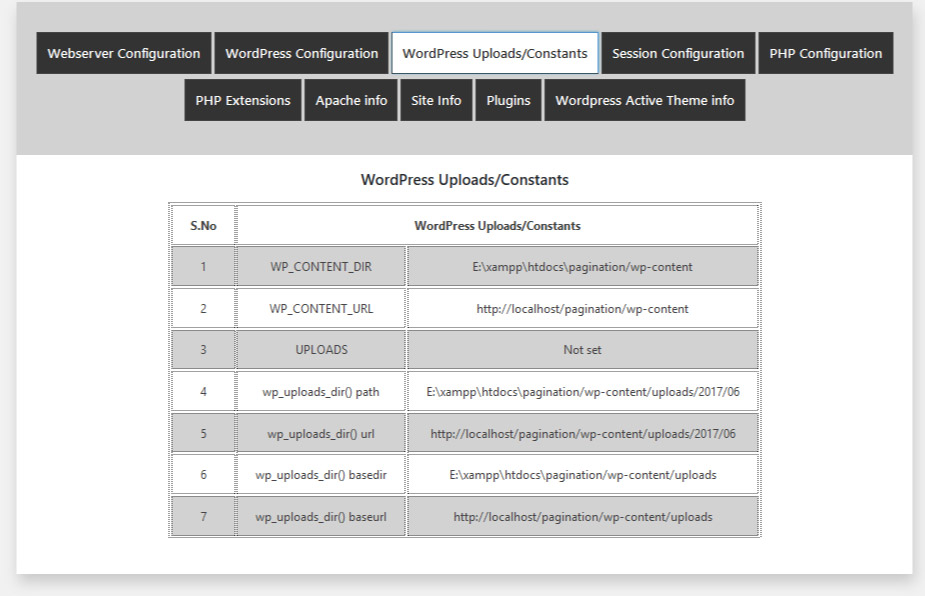 Webserver Configuration WordPress Configuration WordPress Uploads/Constants Session Configuration PHP Configuration
PHP Extensions Apache info Site Info Plugins Wordpress Active Theme info
WordPress Uploads/Constants
S.No WordPress Uploads/Constants
1 WP_CONTENT_DIR E:\xampp\htdocs\pagination/wp-content
2 WP_CONTENT_URL http://localhost/pagination/wp-content
3 UPLOADS Not set
4 wp_uploads_dir() path E:\xampp\htdocs\pagination/wp-content/uploads/2017/06
5 wp_uploads_dir() url http://localhost/pagination/wp-content/uploads/2017/06
6 wp_uploads_dir() basedir E:\xampp\htdocs\pagination/wp-content/uploads
7 wp_uploads_dir() baseurl http://localhost/pagination/wp-content/uploads